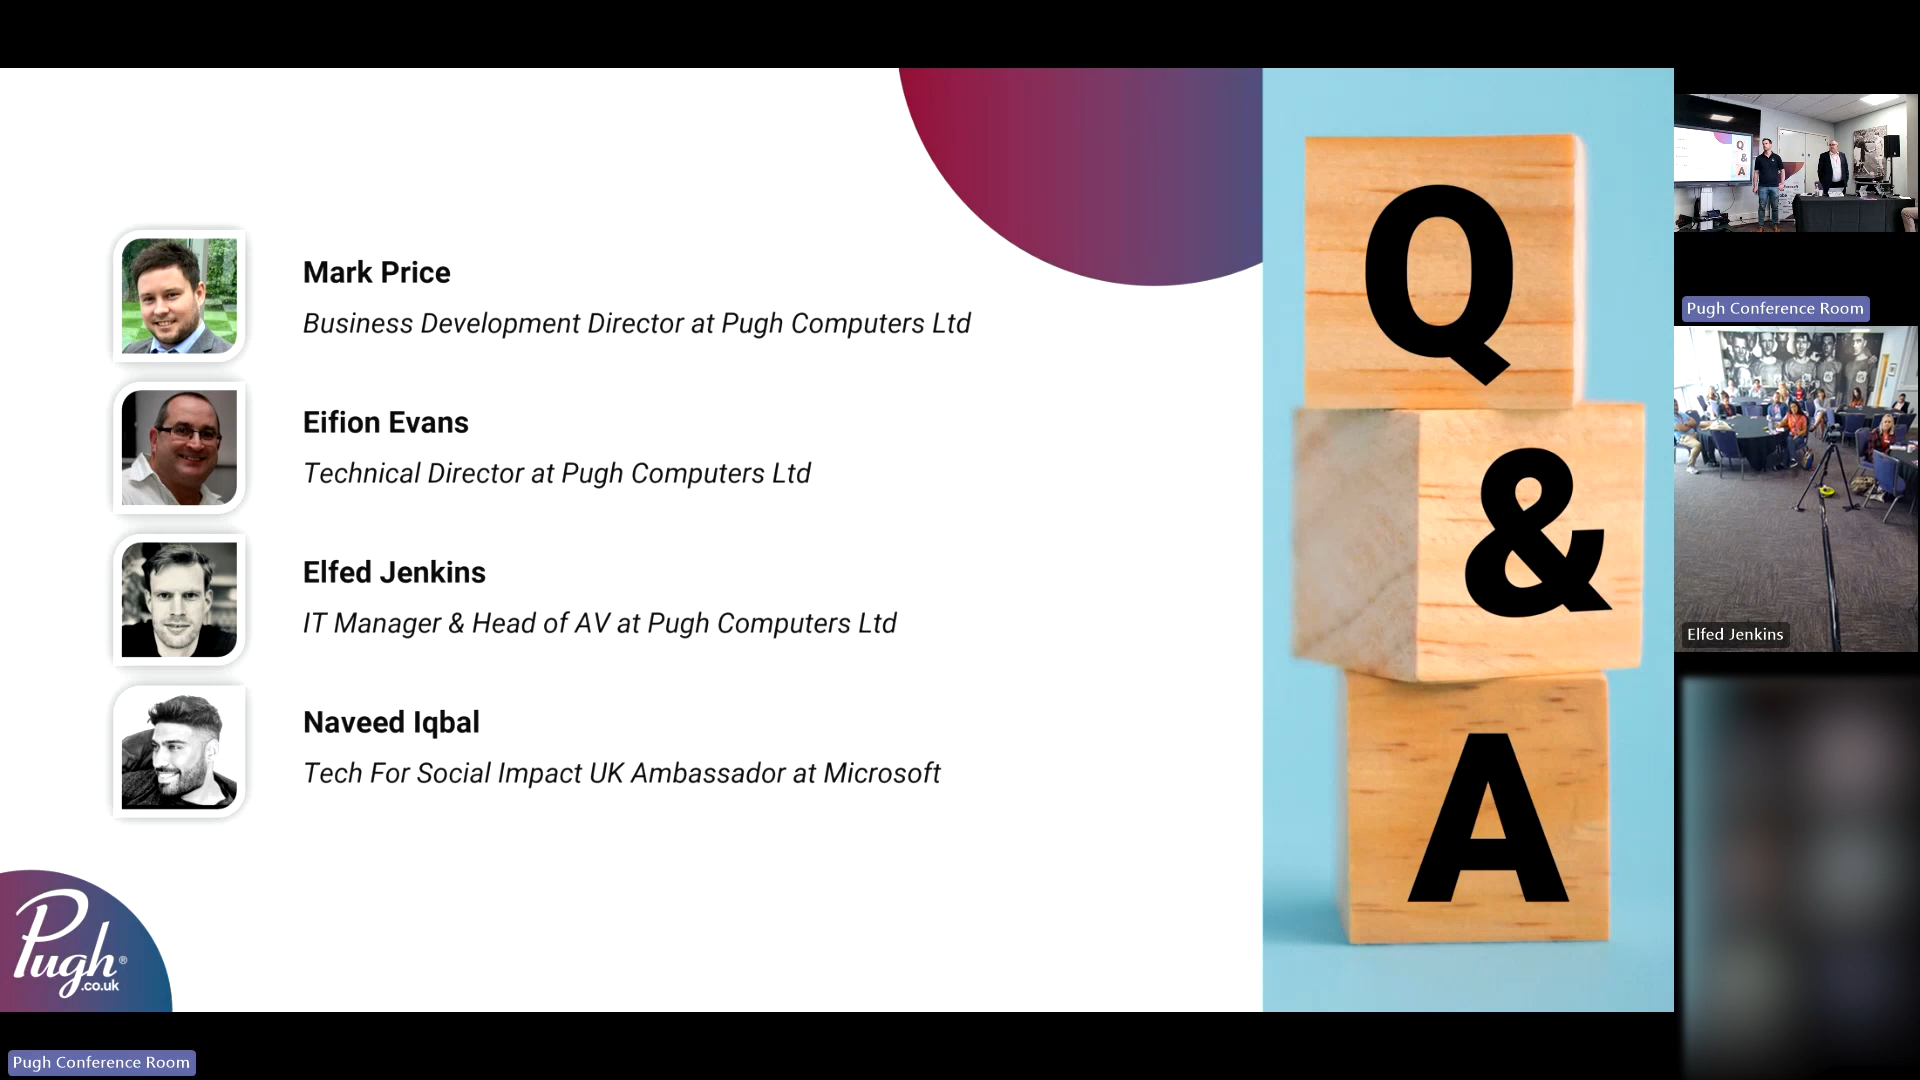 Mark Price
Business Development Director at Pugh Computers Ltd
Eifion Evans
Technical Director at Pugh Computers Ltd
Elfed Jenkins
IT Manager & Head of AV at Pugh Computers Ltd
Naveed Iqbal
Tech For Social Impact UK Ambassador at Microsoft
Pugh®
.co.uk
Q
&
A
Q
&
A
Pugh Conference Room
Elfed Jenkins
Pugh Conference Room